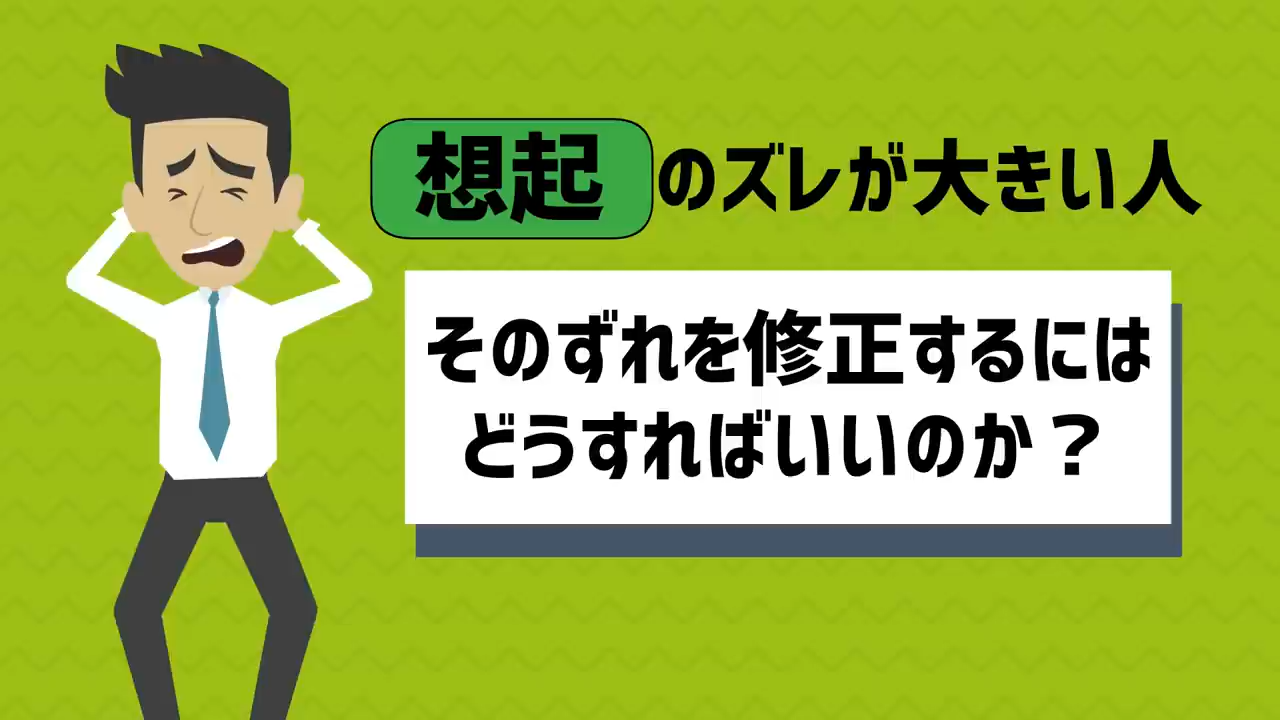 想起のズレが大きい人
そのずれを修正するには
どうすればいいのか？